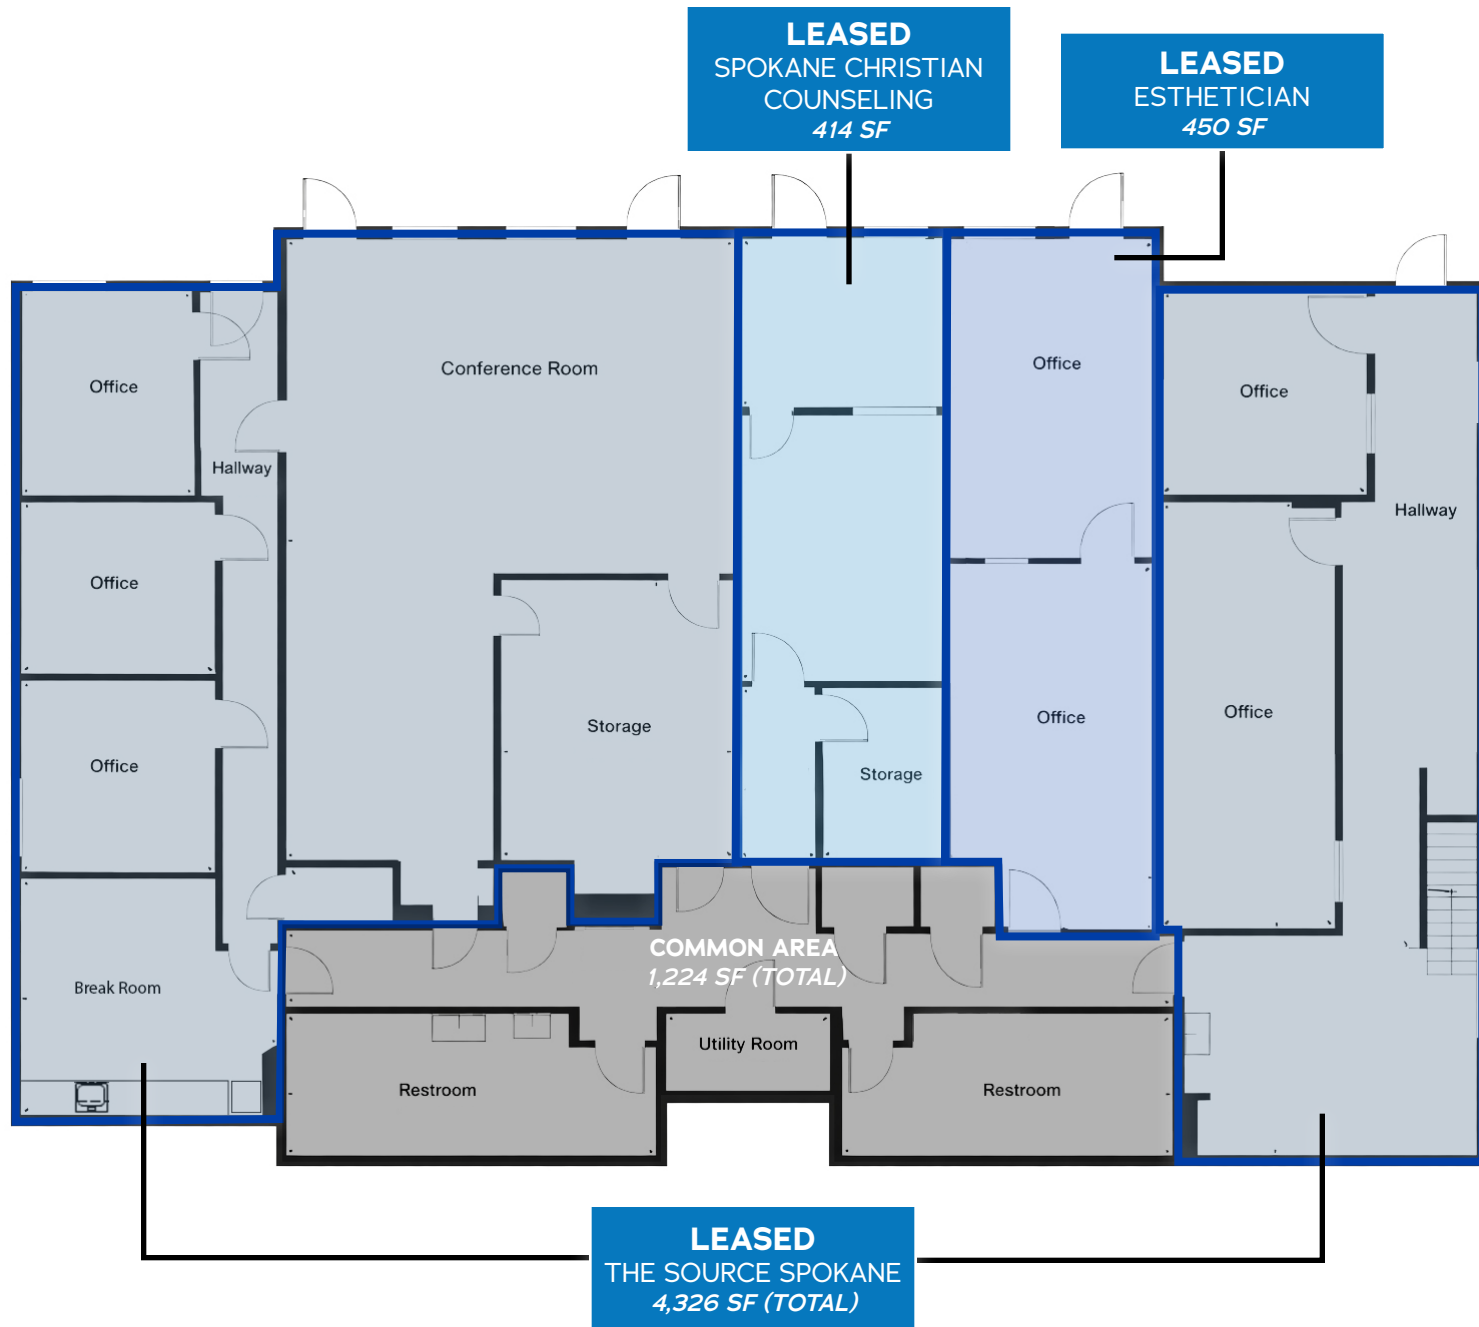 LEASED
SPOKANE CHRISTIAN
COUNSELING
414 SF
LEASED
ESTHETICIAN
450 SF
Office
Hallway
Office
Office
Break Room
Conference Room
Storage
Storage
Office
Office
Office
Hallway
Office
COMMON AREA
1,224 SF (TOTAL)
Restroom
Utility Room
Restroom
LEASED
THE SOURCE SPOKANE
4,326 SF (TOTAL)